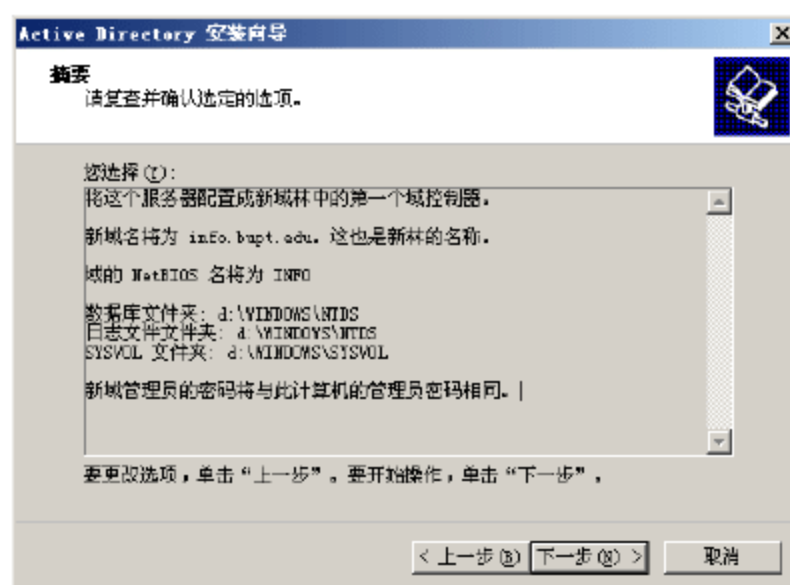 Active Directory 安装向导
摘要
请复查并确认选定的选项。
您选择(Y):
将这个服务器配置成新域林中的第一个域控制器。
新域名将为 info.bupt.edu。这也是新林的名称。
域的 NetBIOS 名将为 INFO
数据库文件夹: d:\WINDOWS\NTDS
日志文件文件夹: d:\WINDOWS\NTDS
SYSVOL 文件夹: d:\WINDOWS\SYSVOL
新域管理员的密码将与此计算机的管理员密码相同。
要更改选项，单击“上一步”。要开始操作，单击“下一步”。
< 上一步(B)
下一步(N) >
取消